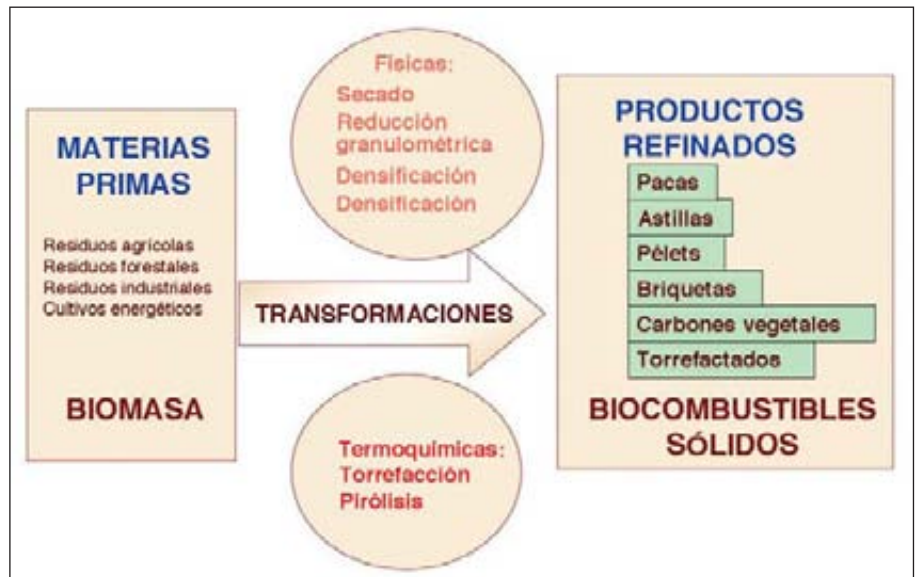 MATERIAS
PRIMAS
Residuos agrícolas
Residuos forestales
Residuos industriales
Cultivos energéticos
BIOMASA
Físicas:
Secado
Reducción
granulométrica
Densificación
Densificación
TRANSFORMACIONES
Termoquímicas:
Torrefacción
Pirólisis
PRODUCTOS
REFINADOS
Pacas
Astillas
Pélets
Briquetas
Carbones vegetales
Torrefactados
BIOCOMBUSTIBLES
SÓLIDOS